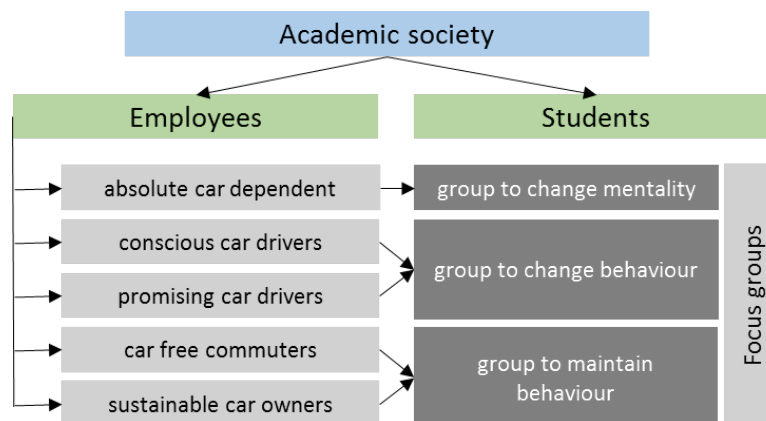 Academic society
Employees
Students
absolute car dependent
group to change mentality
conscious car drivers
promising car drivers
group to change behaviour
car free commuters
sustainable car owners
group to maintain
behaviour
Focus groups